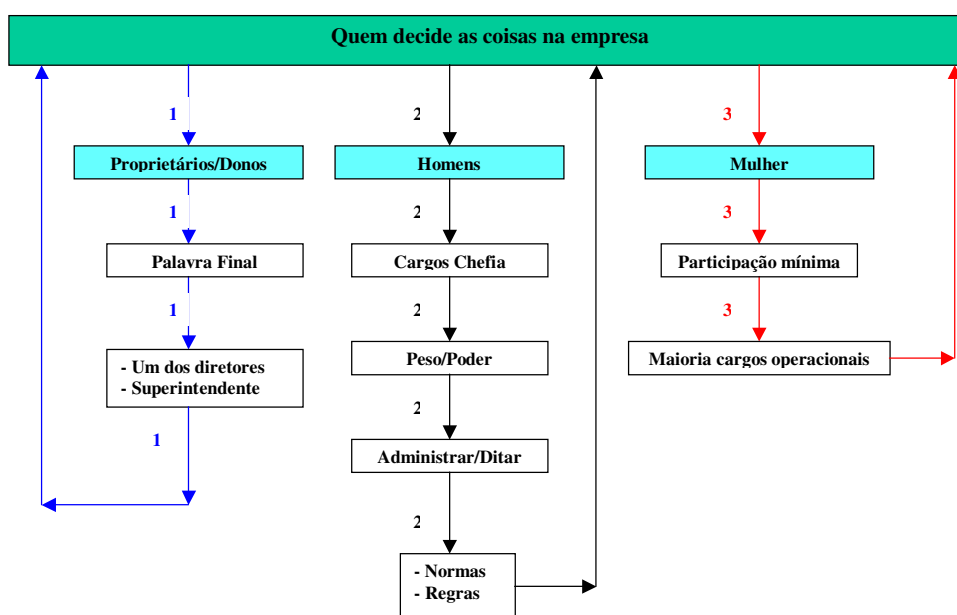 Quem decide as coisas na empresa
1
2
3
Proprietários/Donos
Homens
Mulher
1
2
3
Palavra Final
Cargos Chefia
Participação mínima
1
2
3
- Um dos diretores
- Superintendente
Peso/Poder
Maioria cargos operacionais
1
2
Administrar/Ditar
2
- Normas
- Regras